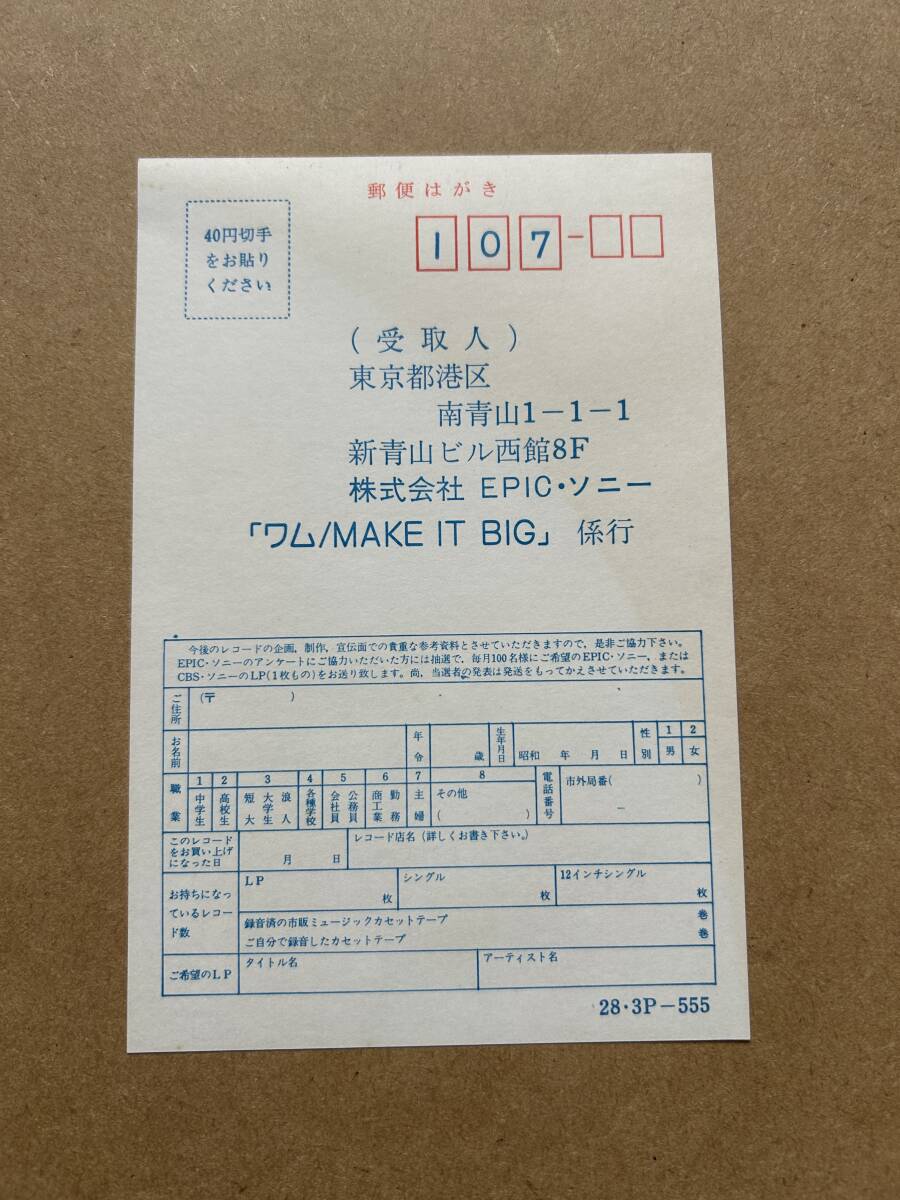 郵便はがき
40円切手
をお貼り
ください
107-
(受取人)
東京都港区
南青山1-1-1
新青山ビル西館8F
株式会社 EPIC・ソニー
「ワム/MAKE IT BIG」係行
今後のレコードの企画,制作,宣伝面での貴重な参考資料とさせていただきますので,是非ご協力下さい。
EPIC・ソニーのアンケートにご協力いただいた方には抽選で,毎月100名様にご希望のEPIC・ソニー,または
CBS・ソニーのLP(1枚もの)をお送り致します。尚,当選者の発表は発送をもってかえさせていただきます。
ご住所
(〒 )
お名前
年令
歳
生年月日
昭和 年 月 日
性別
1 男
2 女
職業
1 中学生
2 高校生
3 短大 大学生 浪人
4 各種学校
5 会社員 公務員
6 商工業 勤務
7 主婦
8 その他 ( )
電話番号
市外局番( )
−
このレコード
をお買い上げ
になった日
月 日
レコード店名(詳しくお書き下さい。)
お持ちになっ
ているレコー
ド数
LP 枚
シングル 枚
12インチシングル 枚
録音済の市販ミュージックカセットテープ 巻
ご自分で録音したカセットテープ 巻
ご希望のLP
タイトル名
アーティスト名
28・3P−555